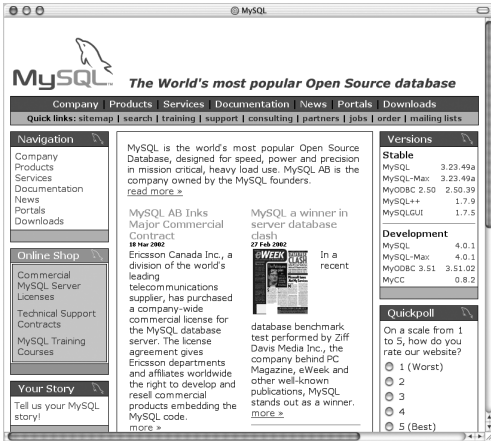 MySQL
MySQL
The World's most popular Open Source database
Company | Products | Services | Documentation | News | Portals | Downloads
Quick links: sitemap | search | training | support | consulting | partners | jobs | order | mailing lists
Navigation
Company
Products
Services
Documentation
News
Portals
Downloads
Online Shop
Commercial
MySQL Server
Licenses
Technical Support
Contracts
MySQL Training
Courses
Your Story
Tell us your MySQL
story!
MySQL is the world's most popular Open Source
Database, designed for speed, power and precision
in mission critical, heavy load use. MySQL AB is the
company owned by the MySQL founders.
read more »
MySQL AB Inks
Major Commercial
Contract
18 Mar 2002
Ericsson Canada Inc., a
division of the world's
leading
telecommunications
supplier, has purchased
a company-wide
commercial license for
the MySQL database
server. The license
agreement gives
Ericsson departments
and affiliates worldwide
the right to develop and
resell commercial
products embedding the
MySQL code.
more »
MySQL a winner in
server database
clash
27 Feb 2002
eWEEK
In a
recent
database benchmark
test performed by Ziff
Davis Media Inc., the
company behind PC
Magazine, eWeek and
other well-known
publications, MySQL
stands out as a winner.
more »
Versions
Stable
MySQL 3.23.49a
MySQL-Max 3.23.49a
MyODBC 2.50 2.50.39
MySQL++ 1.7.9
MySQLGUI 1.7.5
Development
MySQL 4.0.1
MySQL-Max 4.0.1
MyODBC 3.51 3.51.02
MyCC 0.8.2
Quickpoll
On a scale from 1
to 5, how do you
rate our website?
1 (Worst)
2
3
4
5 (Best)